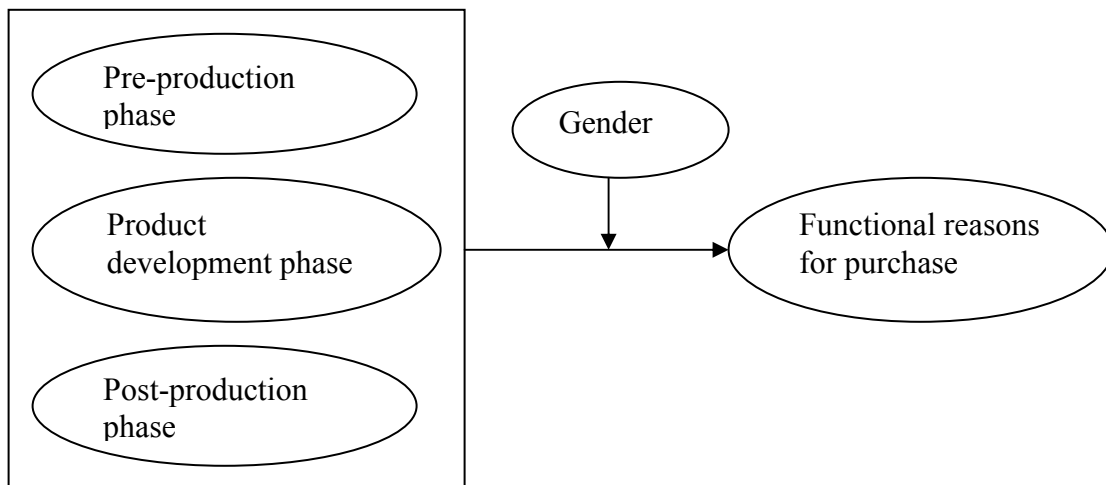 Pre-production
phase
Gender
Product
development phase
Functional reasons
for purchase
Post-production
phase